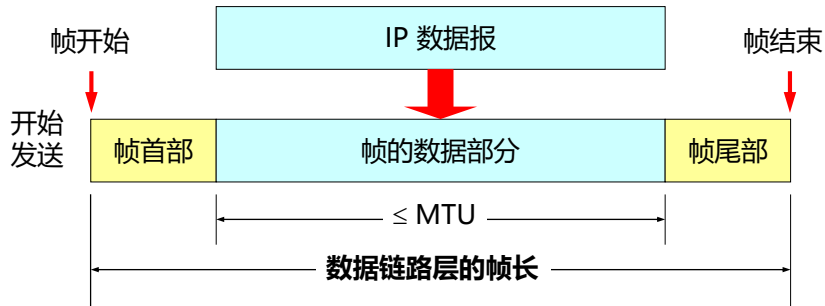 IP 数据报
帧开始
帧结束
开始
发送
帧首部
帧的数据部分
帧尾部
≤ MTU
数据链路层的帧长